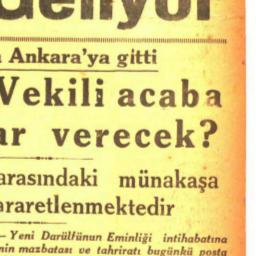 Geliyor
Ankara'ya gitti
Vekili acaba
ar verecek?
arasındaki münakaşa
araretlenmektedir
— Yeni Darülfünun Eminliği intihabatına
nin mazbatası ve tahriratı bugünkü posta